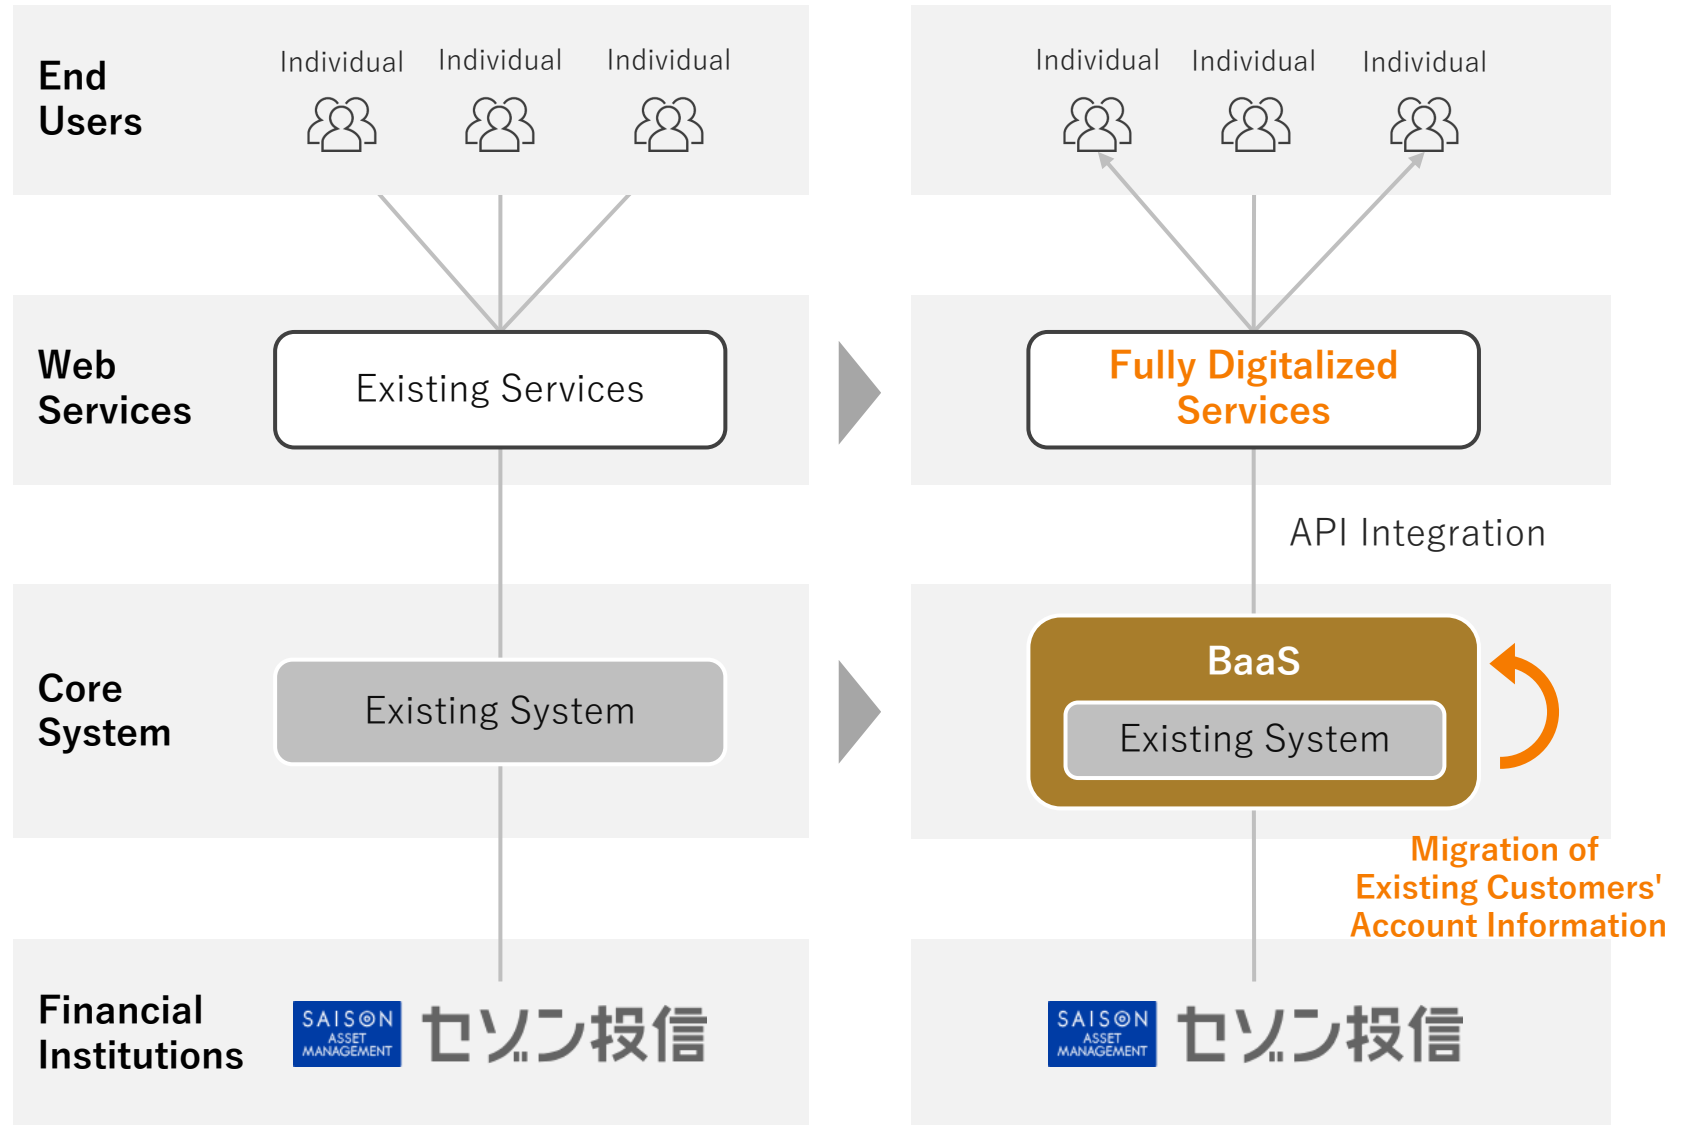 End
Users
Individual
Individual
Individual
Individual
Individual
Individual
Web
Services
Existing Services
Fully Digitalized
Services
API Integration
Core
System
Existing System
BaaS
Existing System
Migration of
Existing Customers'
Account Information
Financial
Institutions
SAISON
ASSET
MANAGEMENT
セゾン投信
SAISON
ASSET
MANAGEMENT
セゾン投信